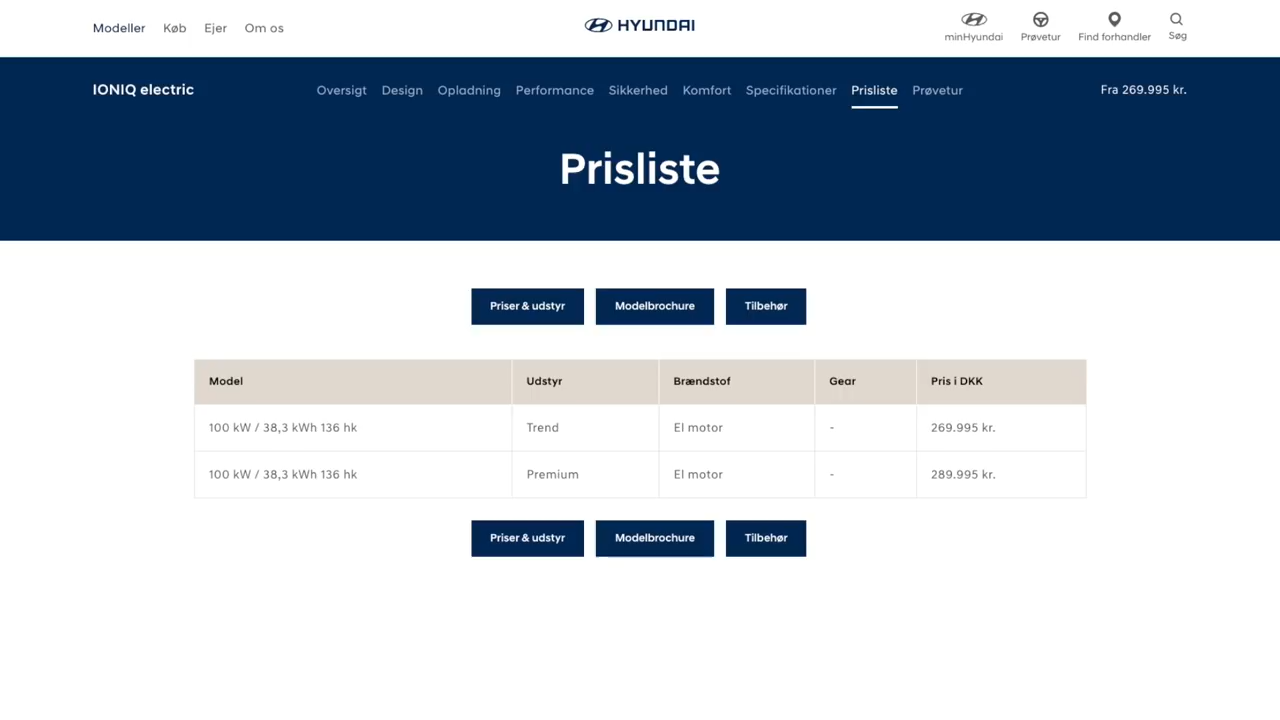 Modeller Køb Ejer Om os HYUNDAI minHyundai Prøvetur Find forhandler Søg
IONIQ electric Oversigt Design Opladning Performance Sikkerhed Komfort Specifikationer Prisliste Prøvetur Fra 269.995 kr.
Prisliste
Priser & udstyr Modelbrochure Tilbehør
Model Udstyr Brændstof Gear Pris i DKK
100 kW / 38,3 kWh 136 hk Trend El motor - 269.995 kr.
100 kW / 38,3 kWh 136 hk Premium El motor - 289.995 kr.
Priser & udstyr Modelbrochure Tilbehør